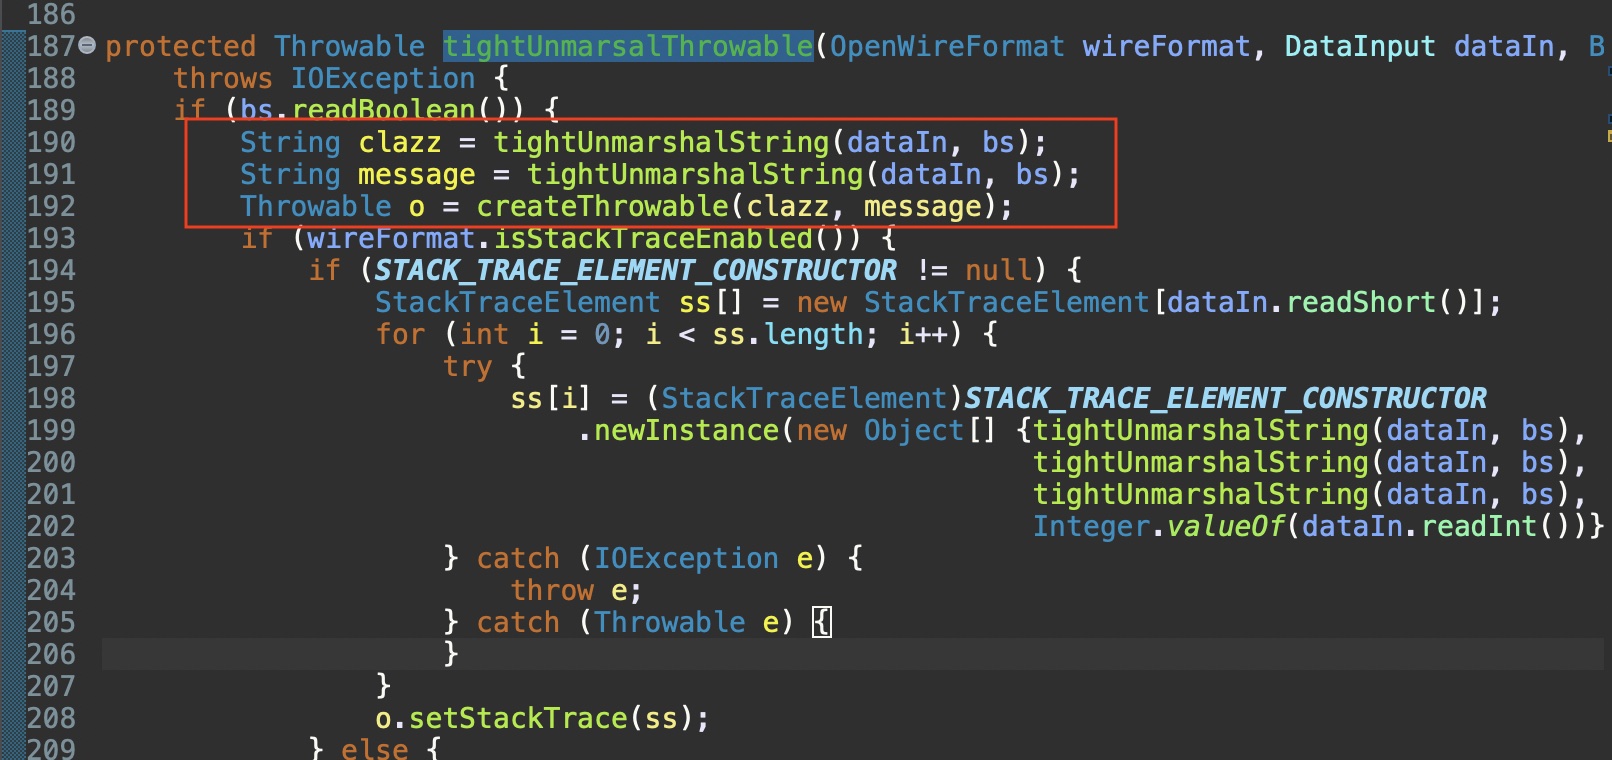 186
187 protected Throwable tightUnmarsalThrowable(OpenWireFormat wireFormat, DataInput dataIn, B
188 throws IOException {
189 if (bs.readBoolean()) {
190 String clazz = tightUnmarshalString(dataIn, bs);
191 String message = tightUnmarshalString(dataIn, bs);
192 Throwable o = createThrowable(clazz, message);
193 if (wireFormat.isStackTraceEnabled()) {
194 if (STACK_TRACE_ELEMENT_CONSTRUCTOR != null) {
195 StackTraceElement ss[] = new StackTraceElement[dataIn.readShort()];
196 for (int i = 0; i < ss.length; i++) {
197 try {
198 ss[i] = (StackTraceElement)STACK_TRACE_ELEMENT_CONSTRUCTOR
199 .newInstance(new Object[] {tightUnmarshalString(dataIn, bs),
200 tightUnmarshalString(dataIn, bs),
201 tightUnmarshalString(dataIn, bs),
202 Integer.valueOf(dataIn.readInt())}
203 } catch (IOException e) {
204 throw e;
205 } catch (Throwable e) {
206 }
207 }
208 o.setStackTrace(ss);
209 } else {